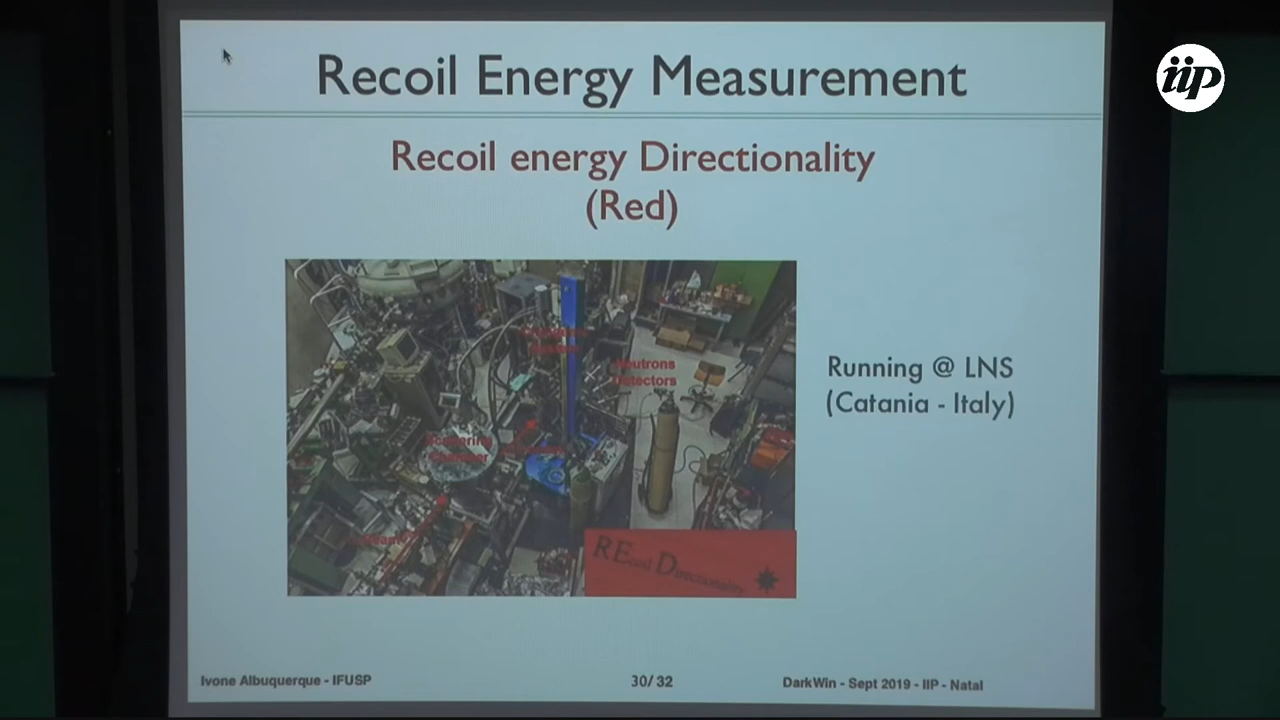 iip
Recoil Energy Measurement
Recoil energy Directionality
(Red)
Neutrons
Detectors
Scattering
Chamber
Beam
Running @ LNS
(Catania - Italy)
REcoil Directionality
Ivone Albuquerque - IFUSP
30/ 32
DarkWin - Sept 2019 - IIP - Natal